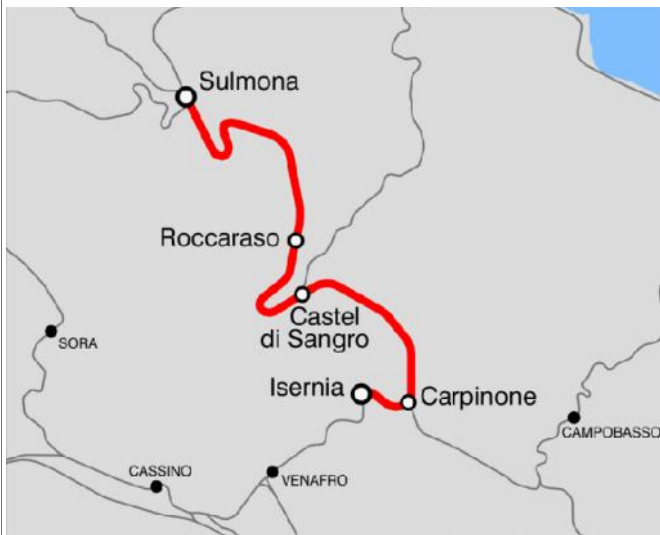 Sulmona
Roccaraso
Castel
di Sangro
SORA
Isernia
Carpinone
CAMPOBASSO
CASSINO
VENAFRO